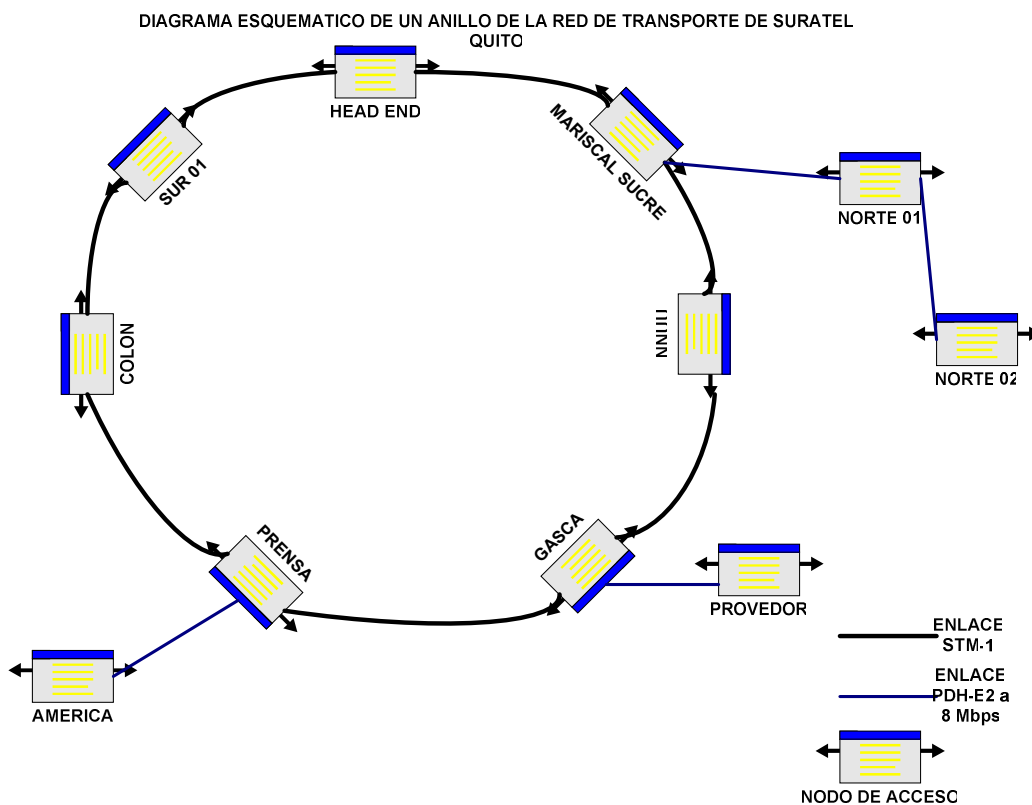 DIAGRAMA ESQUEMATICO DE UN ANILLO DE LA RED DE TRANSPORTE DE SURATEL
QUITO
HEAD END
MARISCAL SUCRE
SUR 01
NORTE 01
COLON
IIIINN
NORTE 02
PRENSA
GASCA
PROVEDOR
AMERICA
ENLACE
STM-1
ENLACE
PDH-E2 a
8 Mbps
NODO DE ACCESO